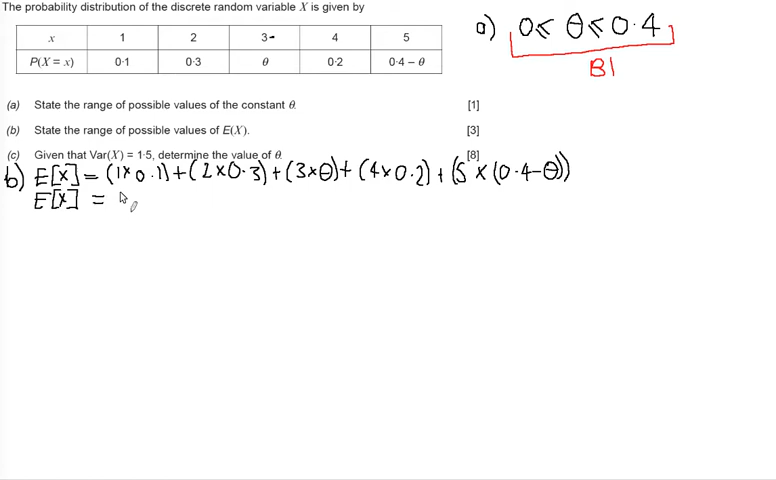 The probability distribution of the discrete random variable X is given by
x 1 2 3 4 5
P(X = x) 0·1 0·3 θ 0·2 0·4 – θ
a) 0 ≤ θ ≤ 0·4
B1
(a) State the range of possible values of the constant θ. [1]
(b) State the range of possible values of E(X). [3]
(c) Given that Var(X) = 1·5, determine the value of θ. [8]
b) E[X] = (1×0.1)+(2×0.3)+(3×θ)+(4×0.2)+(5×(0.4-θ))
E[X] =